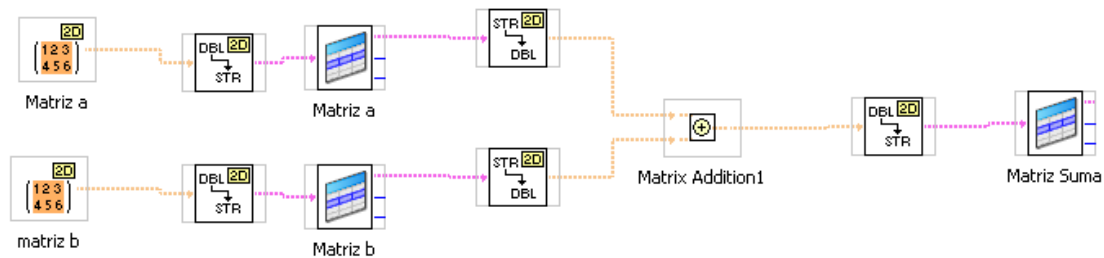 2D
1 2 3
4 5 6
Matriz a
DBL 2D
STR
Matriz a
STR 2D
DBL
2D
1 2 3
4 5 6
matriz b
DBL 2D
STR
Matriz b
STR 2D
DBL
Matrix Addition1
DBL 2D
STR
Matriz Suma